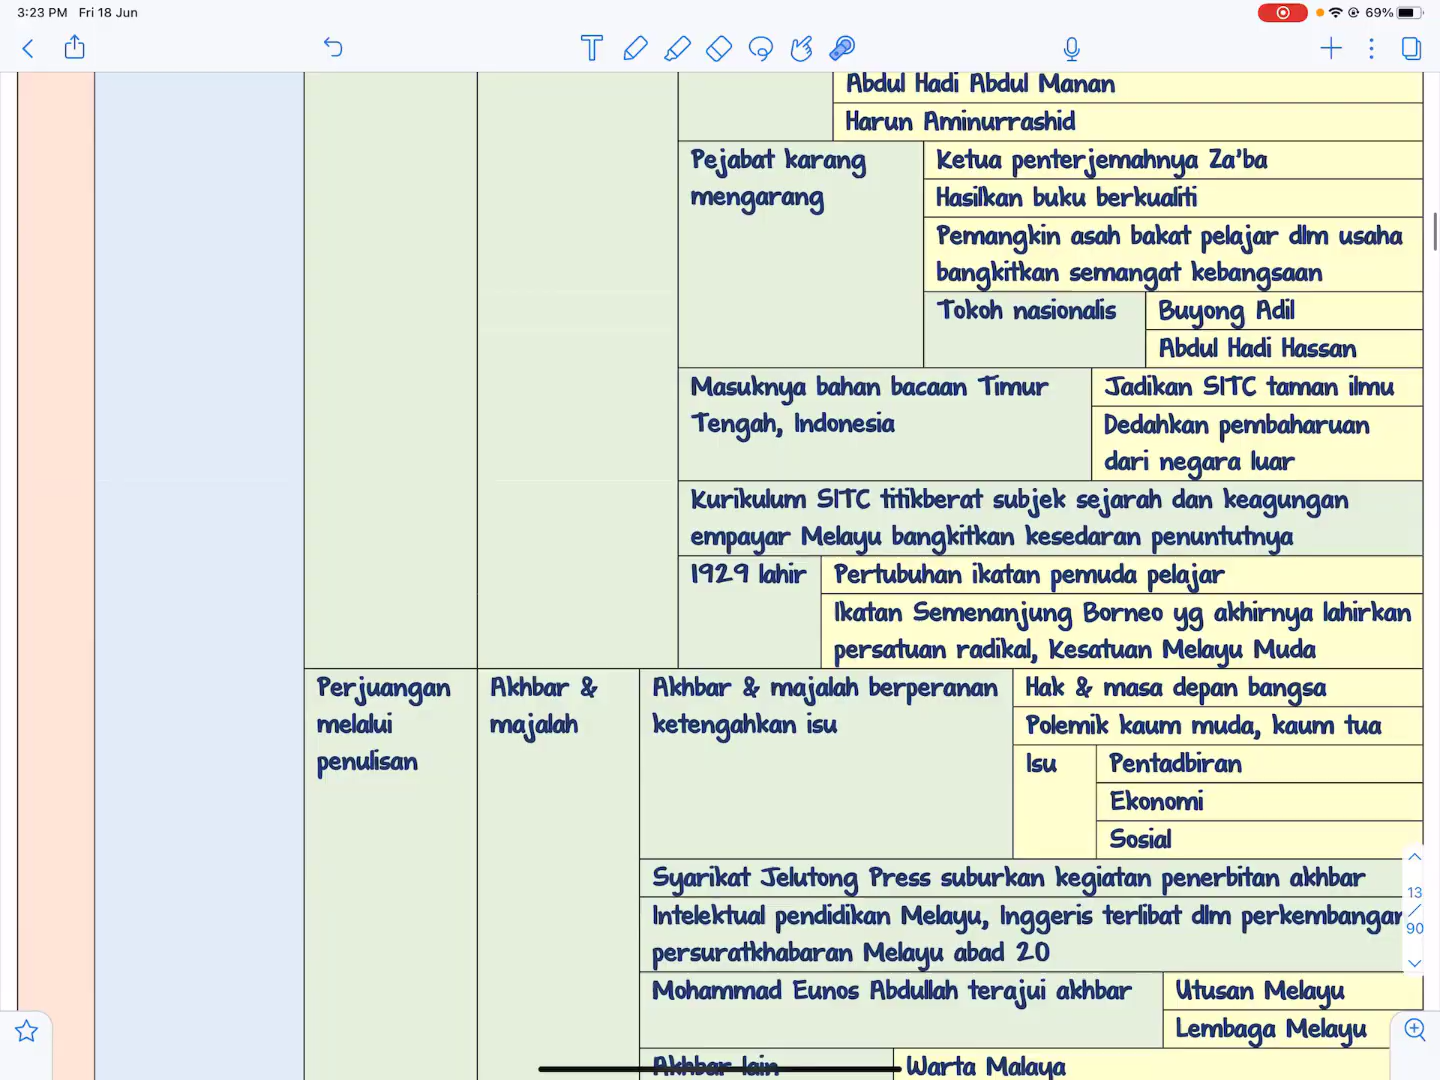 3:23 PM Fri 18 Jun
69%
Abdul Hadi Abdul Manan
Harun Aminurrashid
Pejabat karang
mengarang
Ketua penterjemahnya Za'ba
Hasilkan buku berkualiti
Pemangkin asah bakat pelajar dlm usaha
bangkitkan semangat kebangsaan
Tokoh nasionalis
Buyong Adil
Abdul Hadi Hassan
Masuknya bahan bacaan Timur
Tengah, Indonesia
Jadikan SITC taman ilmu
Dedahkan pembaharuan
dari negara luar
Kurikulum SITC titikberat subjek sejarah dan keagungan
empayar Melayu bangkitkan kesedaran penuntutnya
1929 lahir
Pertubuhan ikatan pemuda pelajar
Ikatan Semenanjung Borneo yg akhirnya lahirkan
persatuan radikal, Kesatuan Melayu Muda
Perjuangan
melalui
penulisan
Akhbar &
majalah
Akhbar & majalah berperanan
ketengahkan isu
Hak & masa depan bangsa
Polemik kaum muda, kaum tua
Isu
Pentadbiran
Ekonomi
Sosial
Syarikat Jelutong Press suburkan kegiatan penerbitan akhbar
Intelektual pendidikan Melayu, Inggeris terlibat dlm perkembangan
persuratkhabaran Melayu abad 20
Mohammad Eunos Abdullah terajui akhbar
Utusan Melayu
Lembaga Melayu
Akhbar lain
Warta Malaya
13
/
90